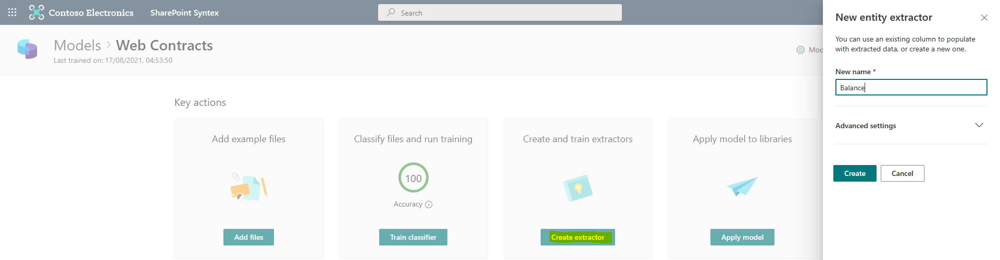 Contoso Electronics SharePoint Syntex
Search
Models > Web Contracts
Last trained on: 17/08/2021, 04:53:50
Mod
Key actions
Add example files
Add files
Classify files and run training
100
Accuracy
Train classifier
Create and train extractors
Create extractor
Apply model to libraries
Apply model
New entity extractor
You can use an existing column to populate
with extracted data, or create a new one.
New name *
Balance
Advanced settings
Create Cancel